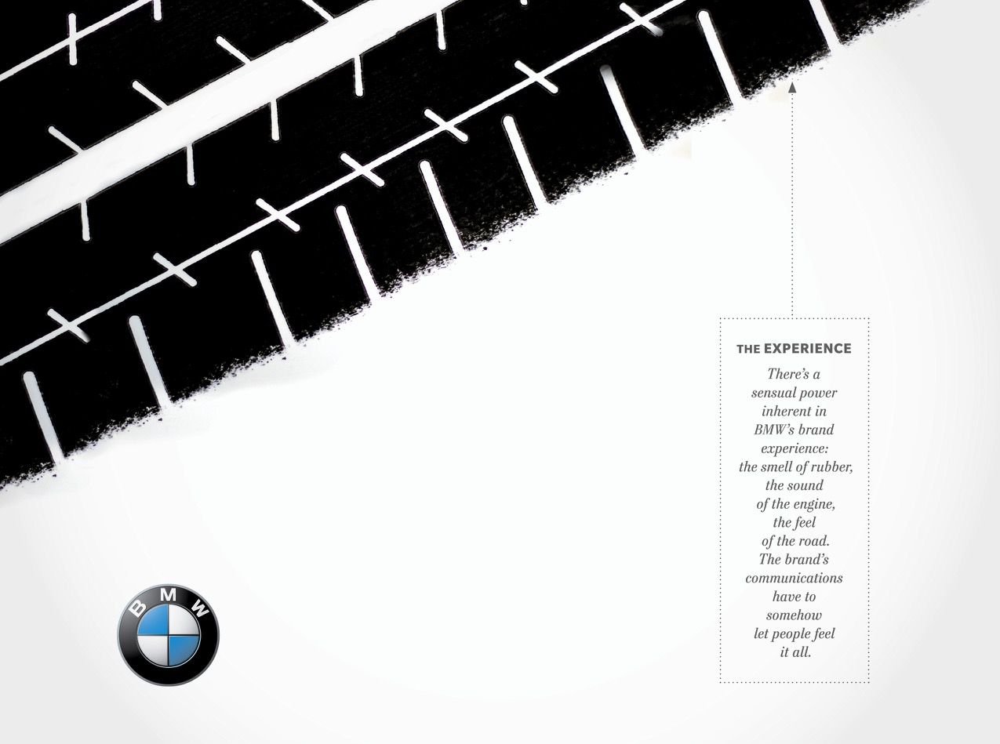 THE EXPERIENCE
There's a
sensual power
inherent in
BMW's brand
experience:
the smell of rubber,
the sound
of the engine,
the feel
of the road.
The brand's
communications
have to
somehow
let people feel
it all.
BMW